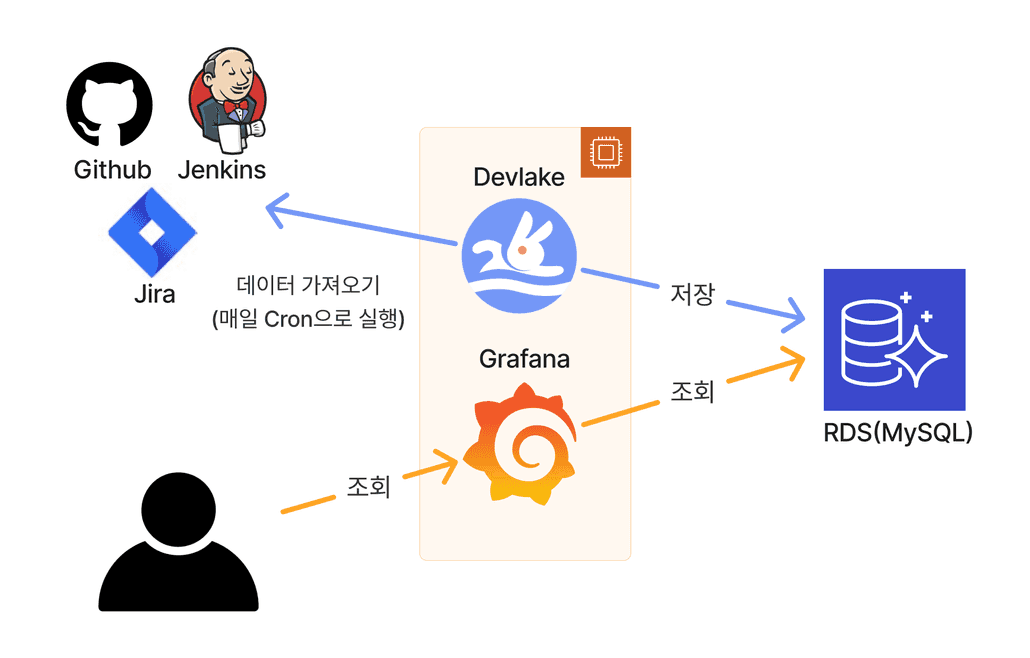 Github
Jenkins
Jira
데이터 가져오기
(매일 Cron으로 실행)
Devlake
저장
Grafana
조회
조회
RDS(MySQL)